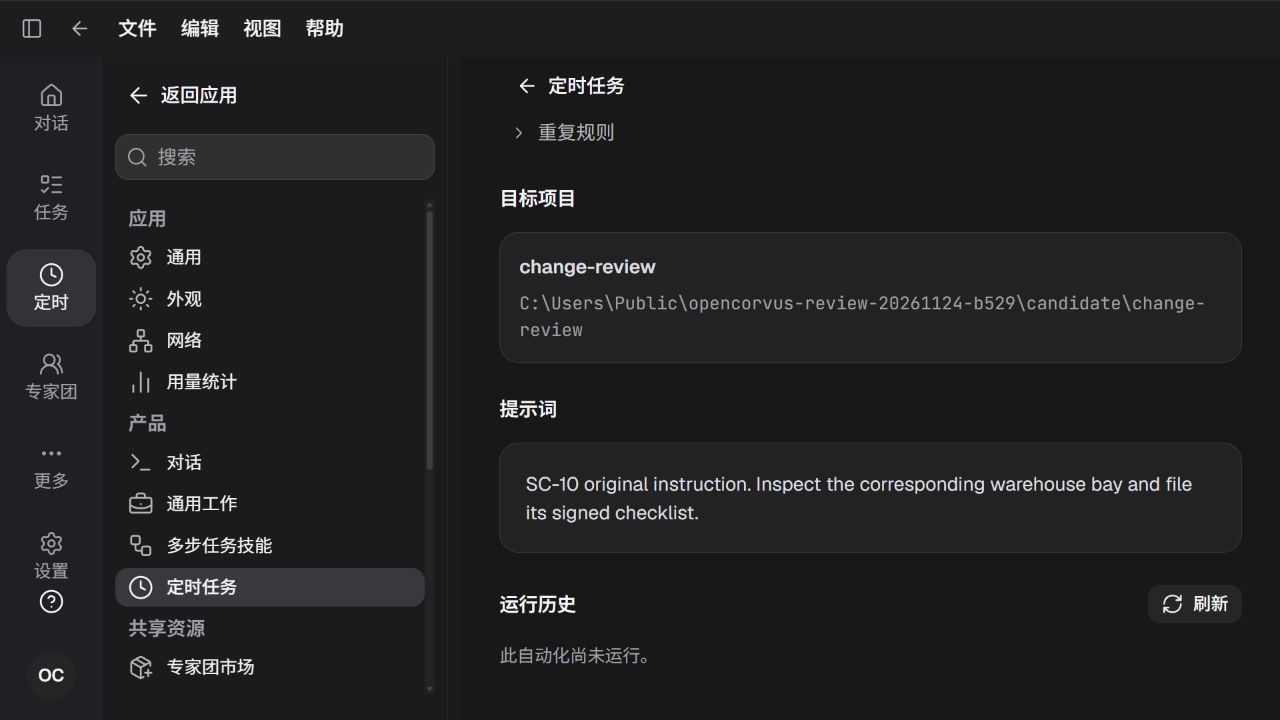 文件 编辑 视图 帮助
对话
任务
定时
专家团
更多
设置
OC
返回应用
搜索
应用
通用
外观
网络
用量统计
产品
对话
通用工作
多步任务技能
定时任务
共享资源
专家团市场
定时任务
重复规则
目标项目
change-review
C:\Users\Public\opencorvus-review-20261124-b529\candidate\change-
review
提示词
SC-10 original instruction. Inspect the corresponding warehouse bay and file
its signed checklist.
运行历史
刷新
此自动化尚未运行。